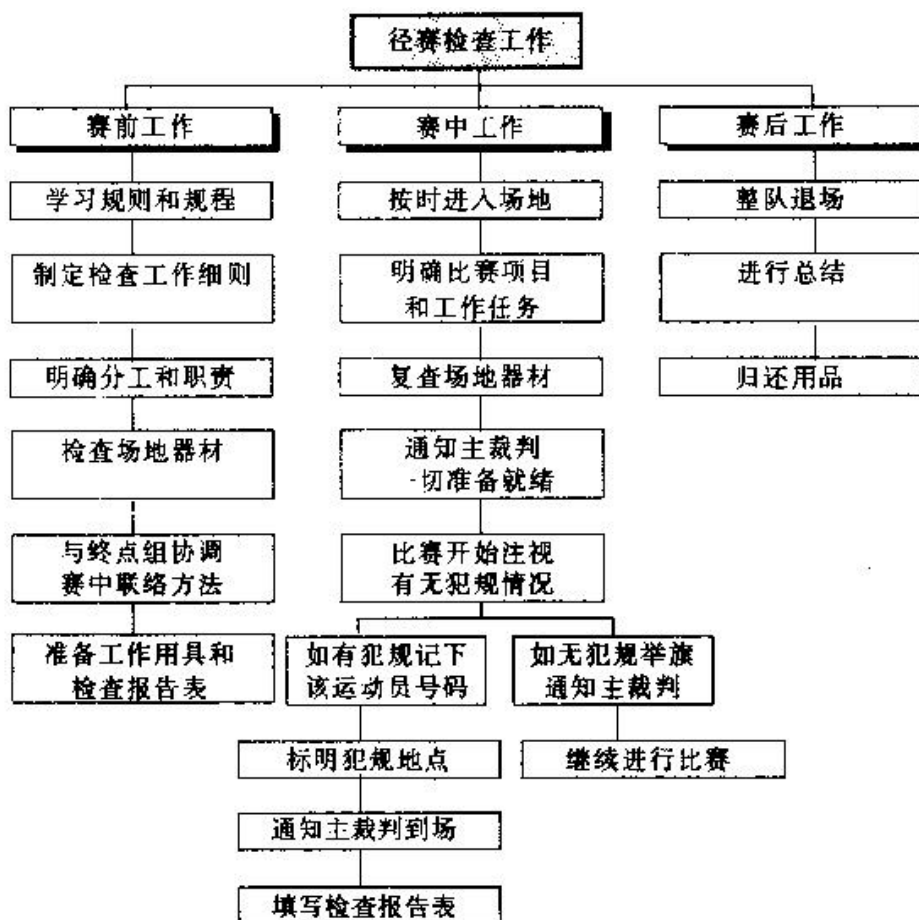 径赛检查工作
赛前工作
学习规则和规程
制定检查工作细则
明确分工和职责
检查场地器材
与终点组协调
赛中联络方法
准备工作用具和
检查报告表
赛中工作
按时进入场地
明确比赛项目
和工作任务
复查场地器材
通知主裁判
一切准备就绪
比赛开始注视
有无犯规情况
如有犯规记下
该运动员号码
标明犯规地点
通知主裁判到场
填写检查报告表
如无犯规举旗
通知主裁判
继续进行比赛
赛后工作
整队退场
进行总结
归还用品